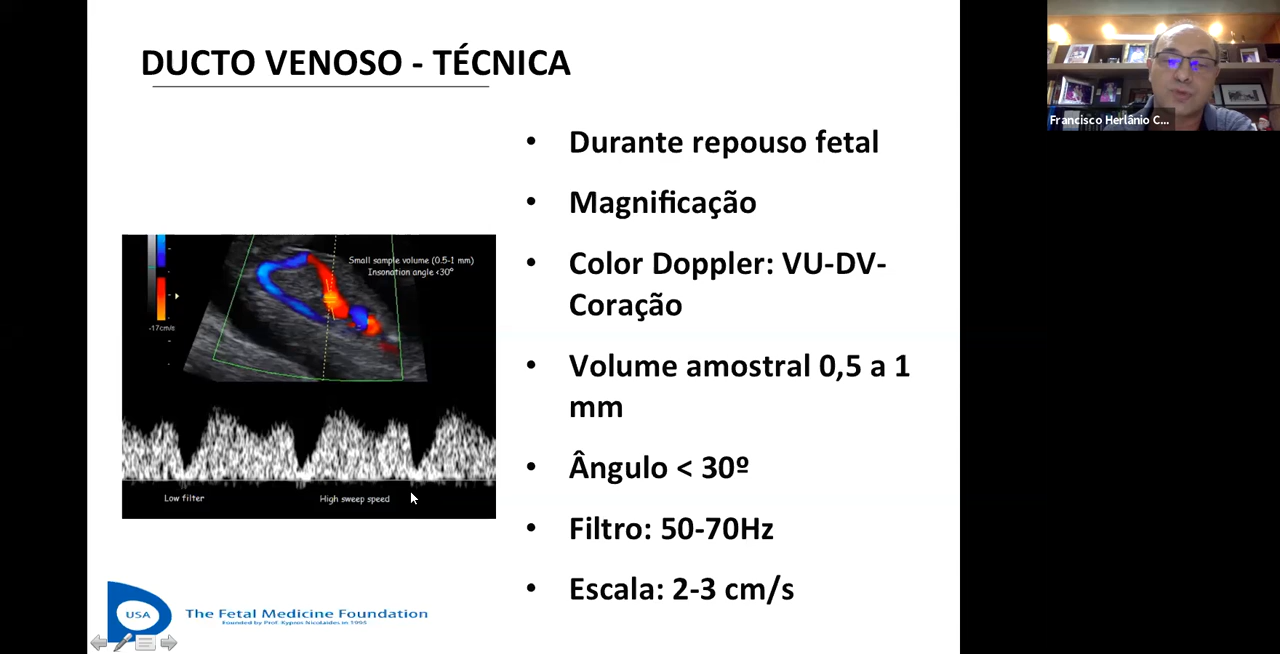 DUCTO VENOSO - TÉCNICA
Francisco Herlânio C...
• Durante repouso fetal
• Magnificação
• Color Doppler: VU-DV-
Coração
• Volume amostral 0,5 a 1
mm
• Ângulo < 30º
• Filtro: 50-70Hz
• Escala: 2-3 cm/s
Small sample volume (0.5-1 mm)
Insonation angle <30º
-17cm/s
Low filter
High sweep speed
USA
The Fetal Medicine Foundation
Founded by Prof. Kypros Nicolaides in 1995